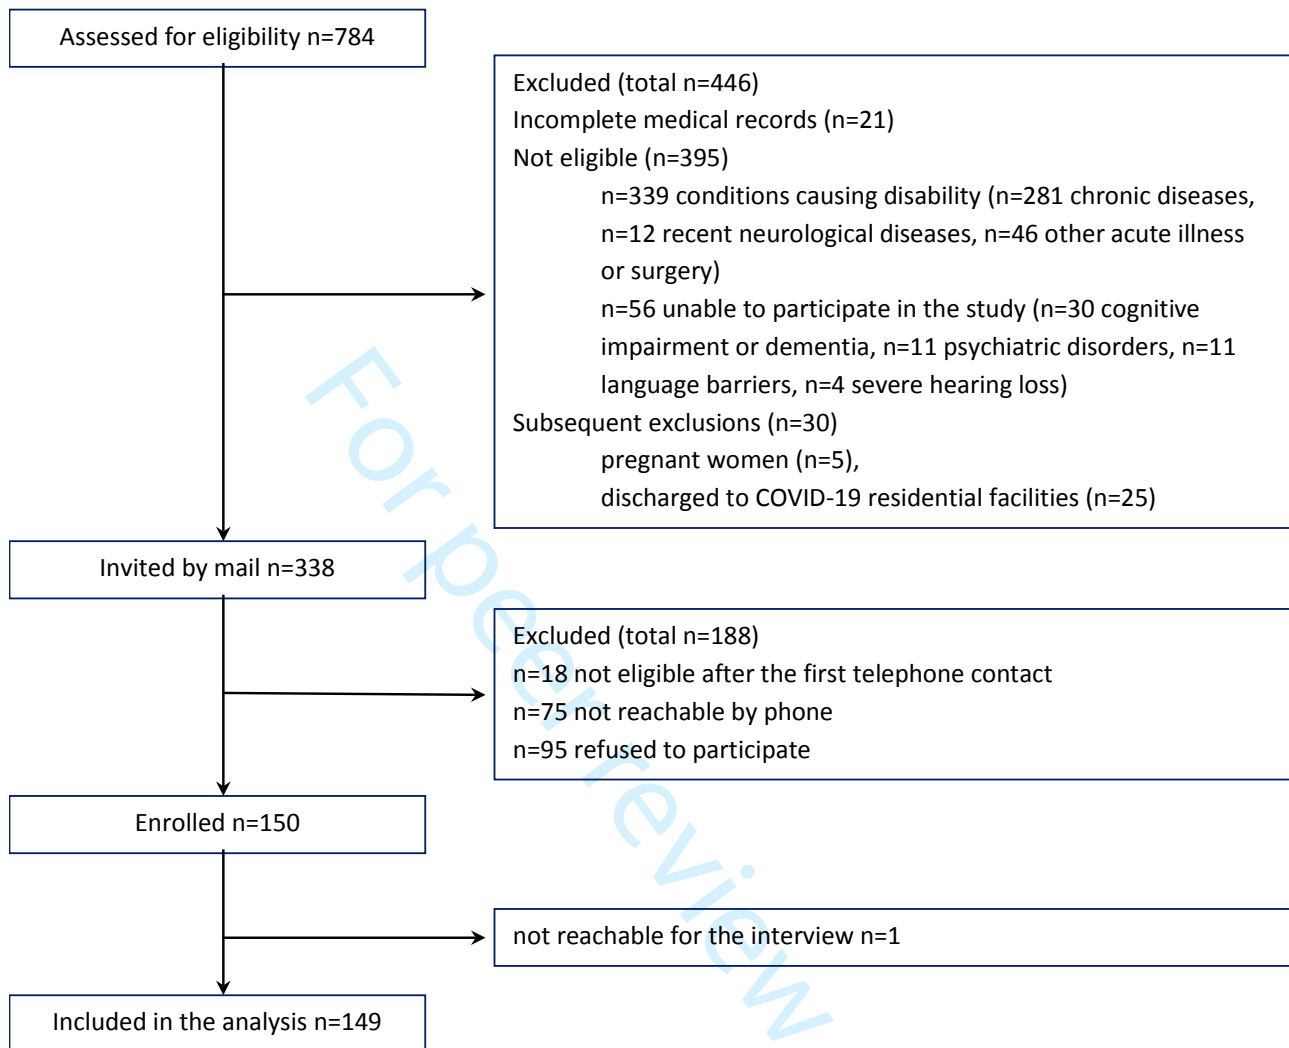 Assessed for eligibility n=784
Excluded (total n=446)
Incomplete medical records (n=21)
Not eligible (n=395)
n=339 conditions causing disability (n=281 chronic diseases,
n=12 recent neurological diseases, n=46 other acute illness
or surgery)
n=56 unable to participate in the study (n=30 cognitive
impairment or dementia, n=11 psychiatric disorders, n=11
language barriers, n=4 severe hearing loss)
Subsequent exclusions (n=30)
pregnant women (n=5),
discharged to COVID-19 residential facilities (n=25)
Invited by mail n=338
Excluded (total n=188)
n=18 not eligible after the first telephone contact
n=75 not reachable by phone
n=95 refused to participate
Enrolled n=150
not reachable for the interview n=1
Included in the analysis n=149
For peer review